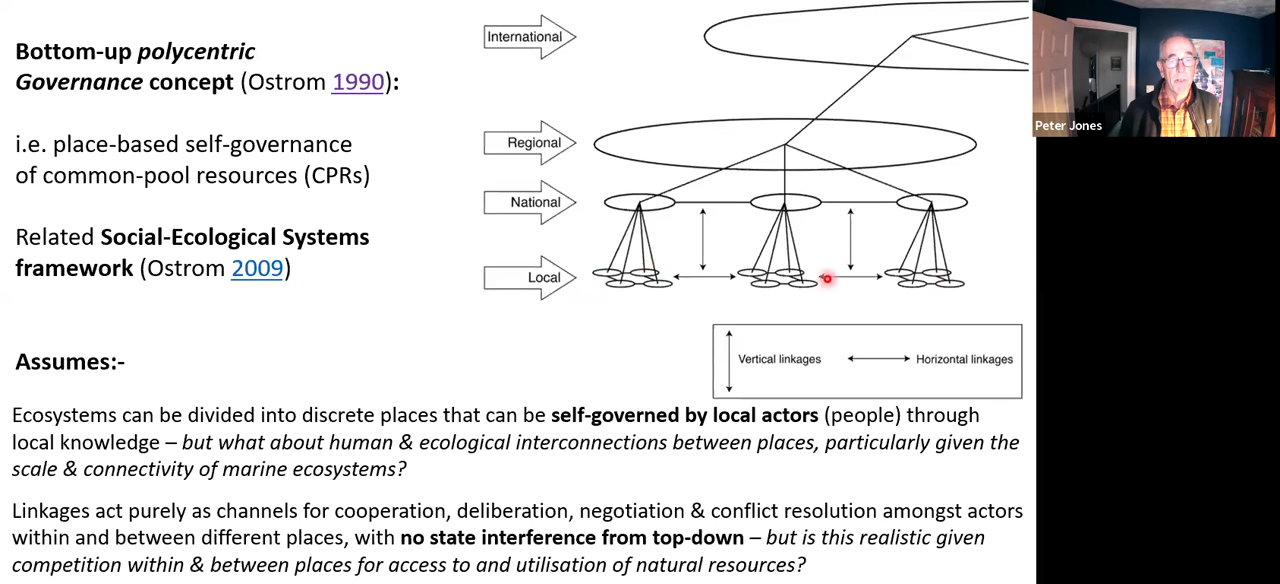 Bottom-up polycentric
Governance concept (Ostrom 1990):
i.e. place-based self-governance
of common-pool resources (CPRs)
Related Social-Ecological Systems
framework (Ostrom 2009)
International
Regional
National
Local
Vertical linkages
Horizontal linkages
Peter Jones
Assumes:-
Ecosystems can be divided into discrete places that can be self-governed by local actors (people) through
local knowledge – but what about human & ecological interconnections between places, particularly given the
scale & connectivity of marine ecosystems?
Linkages act purely as channels for cooperation, deliberation, negotiation & conflict resolution amongst actors
within and between different places, with no state interference from top-down – but is this realistic given
competition within & between places for access to and utilisation of natural resources?